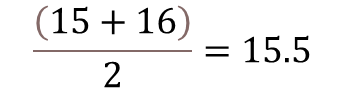 (15 + 16)/2 = 15.5